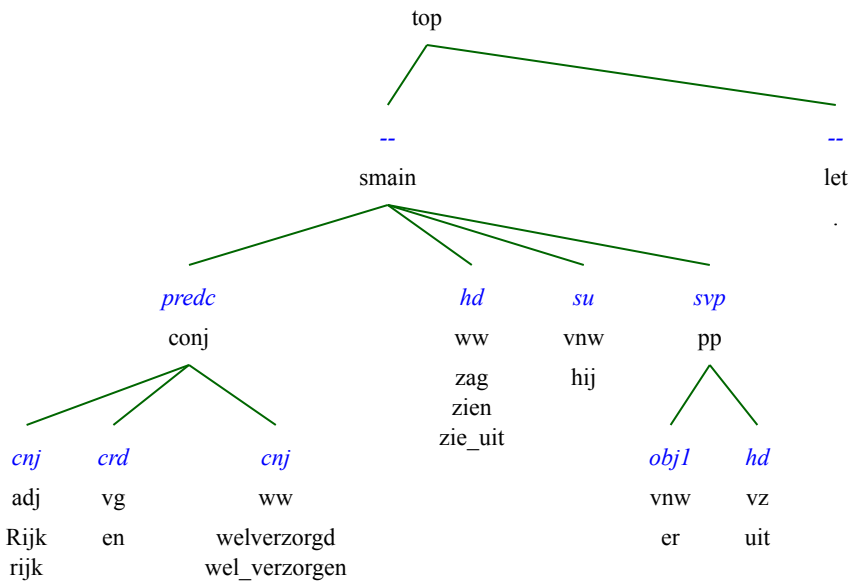 top
-- --
smain let
.
predc hd su svp
conj ww vnw pp
zag hij
zien
zie_uit
cnj crd cnj obj1 hd
adj vg ww vnw vz
Rijk en welverzorgd er uit
rijk wel_verzorgen